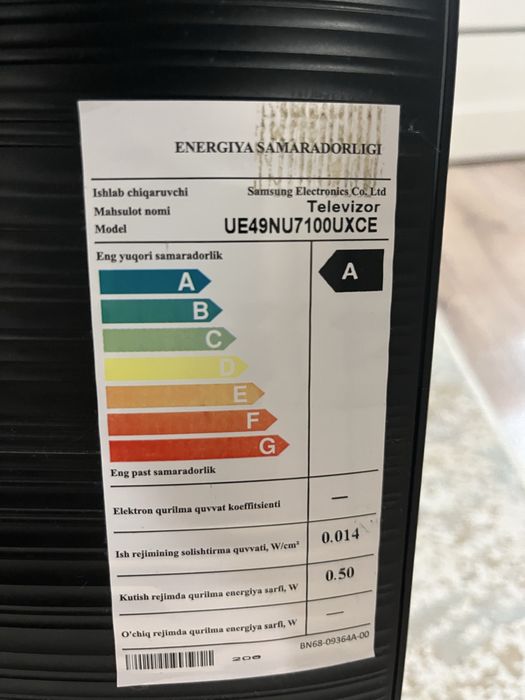 ENERGIYA SAMARADORLIGI
Ishlab chiqaruvchi Samsung Electronics Co. Ltd
Mahsulot nomi Televizor
Model UE49NU7100UXCE
Eng yuqori samaradorlik
A A
B
C
D
E
F
G
Eng past samaradorlik
Elektron qurilma quvvat koeffitsienti —
Ish rejimining solishtirma quvvati, W/cm² 0.014
Kutish rejimda qurilma energiya sarfi, W 0.50
O'chiq rejimda qurilma energiya sarfi, W —
208 BN68-09364A-00